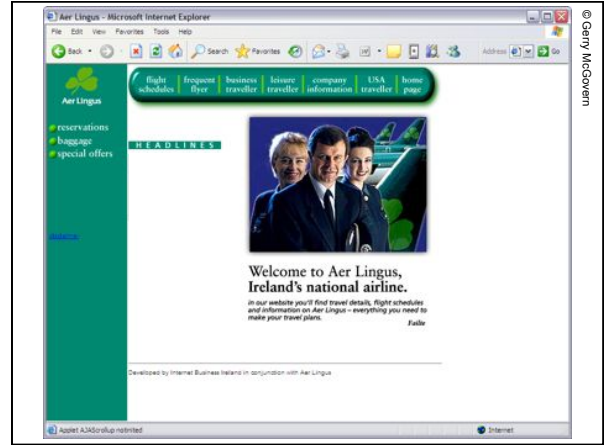 Aer Lingus - Microsoft Internet Explorer
File Edit View Favorites Tools Help
Back Search Favorites Address Go
flight schedules
frequent flyer
business traveller
leisure traveller
company information
USA traveller
home page
Aer Lingus
reservations
baggage
special offers
HEADLINES
Welcome to Aer Lingus,
Ireland's national airline.
In our website you'll find travel details, flight schedules
and information on Aer Lingus – everything you need to
make your travel plans.
Failte
Developed by Internet Business Ireland in conjunction with Aer Lingus
Internet
© Gerry McGovern